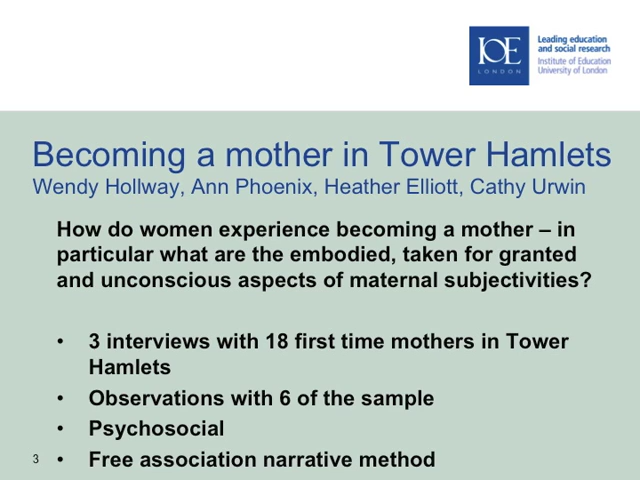 IOE
LONDON
Leading education
and social research
Institute of Education
University of London
Becoming a mother in Tower Hamlets
Wendy Hollway, Ann Phoenix, Heather Elliott, Cathy Urwin
How do women experience becoming a mother – in
particular what are the embodied, taken for granted
and unconscious aspects of maternal subjectivities?
• 3 interviews with 18 first time mothers in Tower
Hamlets
• Observations with 6 of the sample
• Psychosocial
3 • Free association narrative method